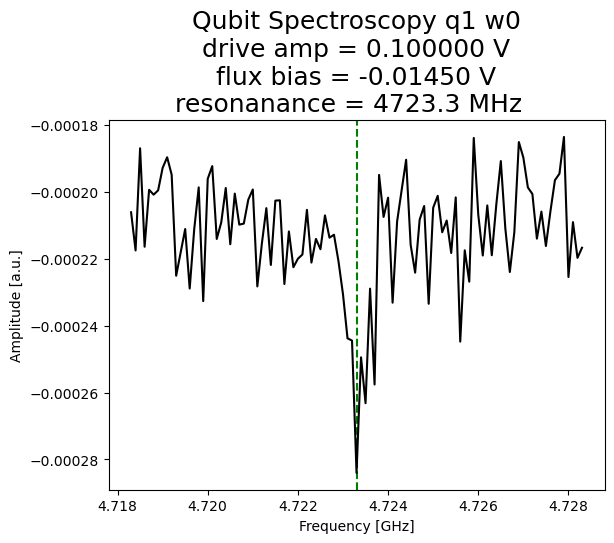 Qubit Spectroscopy q1 w0
drive amp = 0.100000 V
flux bias = -0.01450 V
resonanance = 4723.3 MHz
−0.00018
−0.00020
−0.00022
−0.00024
−0.00026
−0.00028
Amplitude [a.u.]
4.718 4.720 4.722 4.724 4.726 4.728
Frequency [GHz]